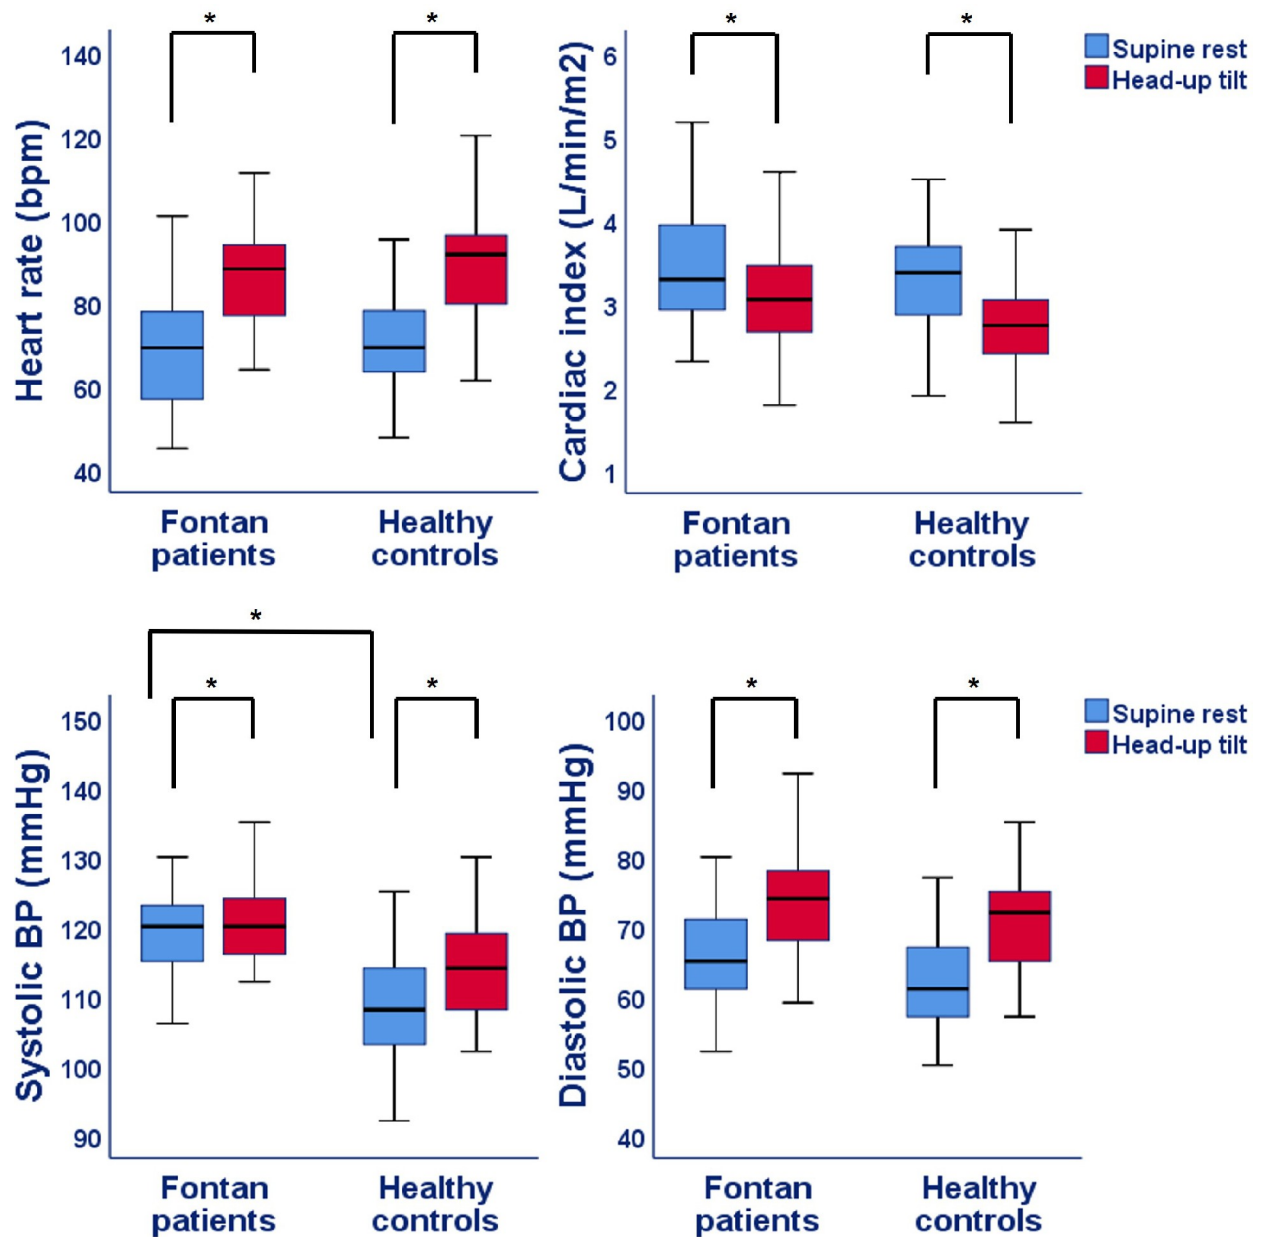 * * * *
Supine rest
Head-up tilt
Heart rate (bpm)
140
120
100
80
60
40
Fontan patients
Healthy controls
Cardiac index (L/min/m2)
6
5
4
3
2
1
Fontan patients
Healthy controls
*
* * * *
Supine rest
Head-up tilt
Systolic BP (mmHg)
150
140
130
120
110
100
90
Fontan patients
Healthy controls
Diastolic BP (mmHg)
100
90
80
70
60
50
40
Fontan patients
Healthy controls